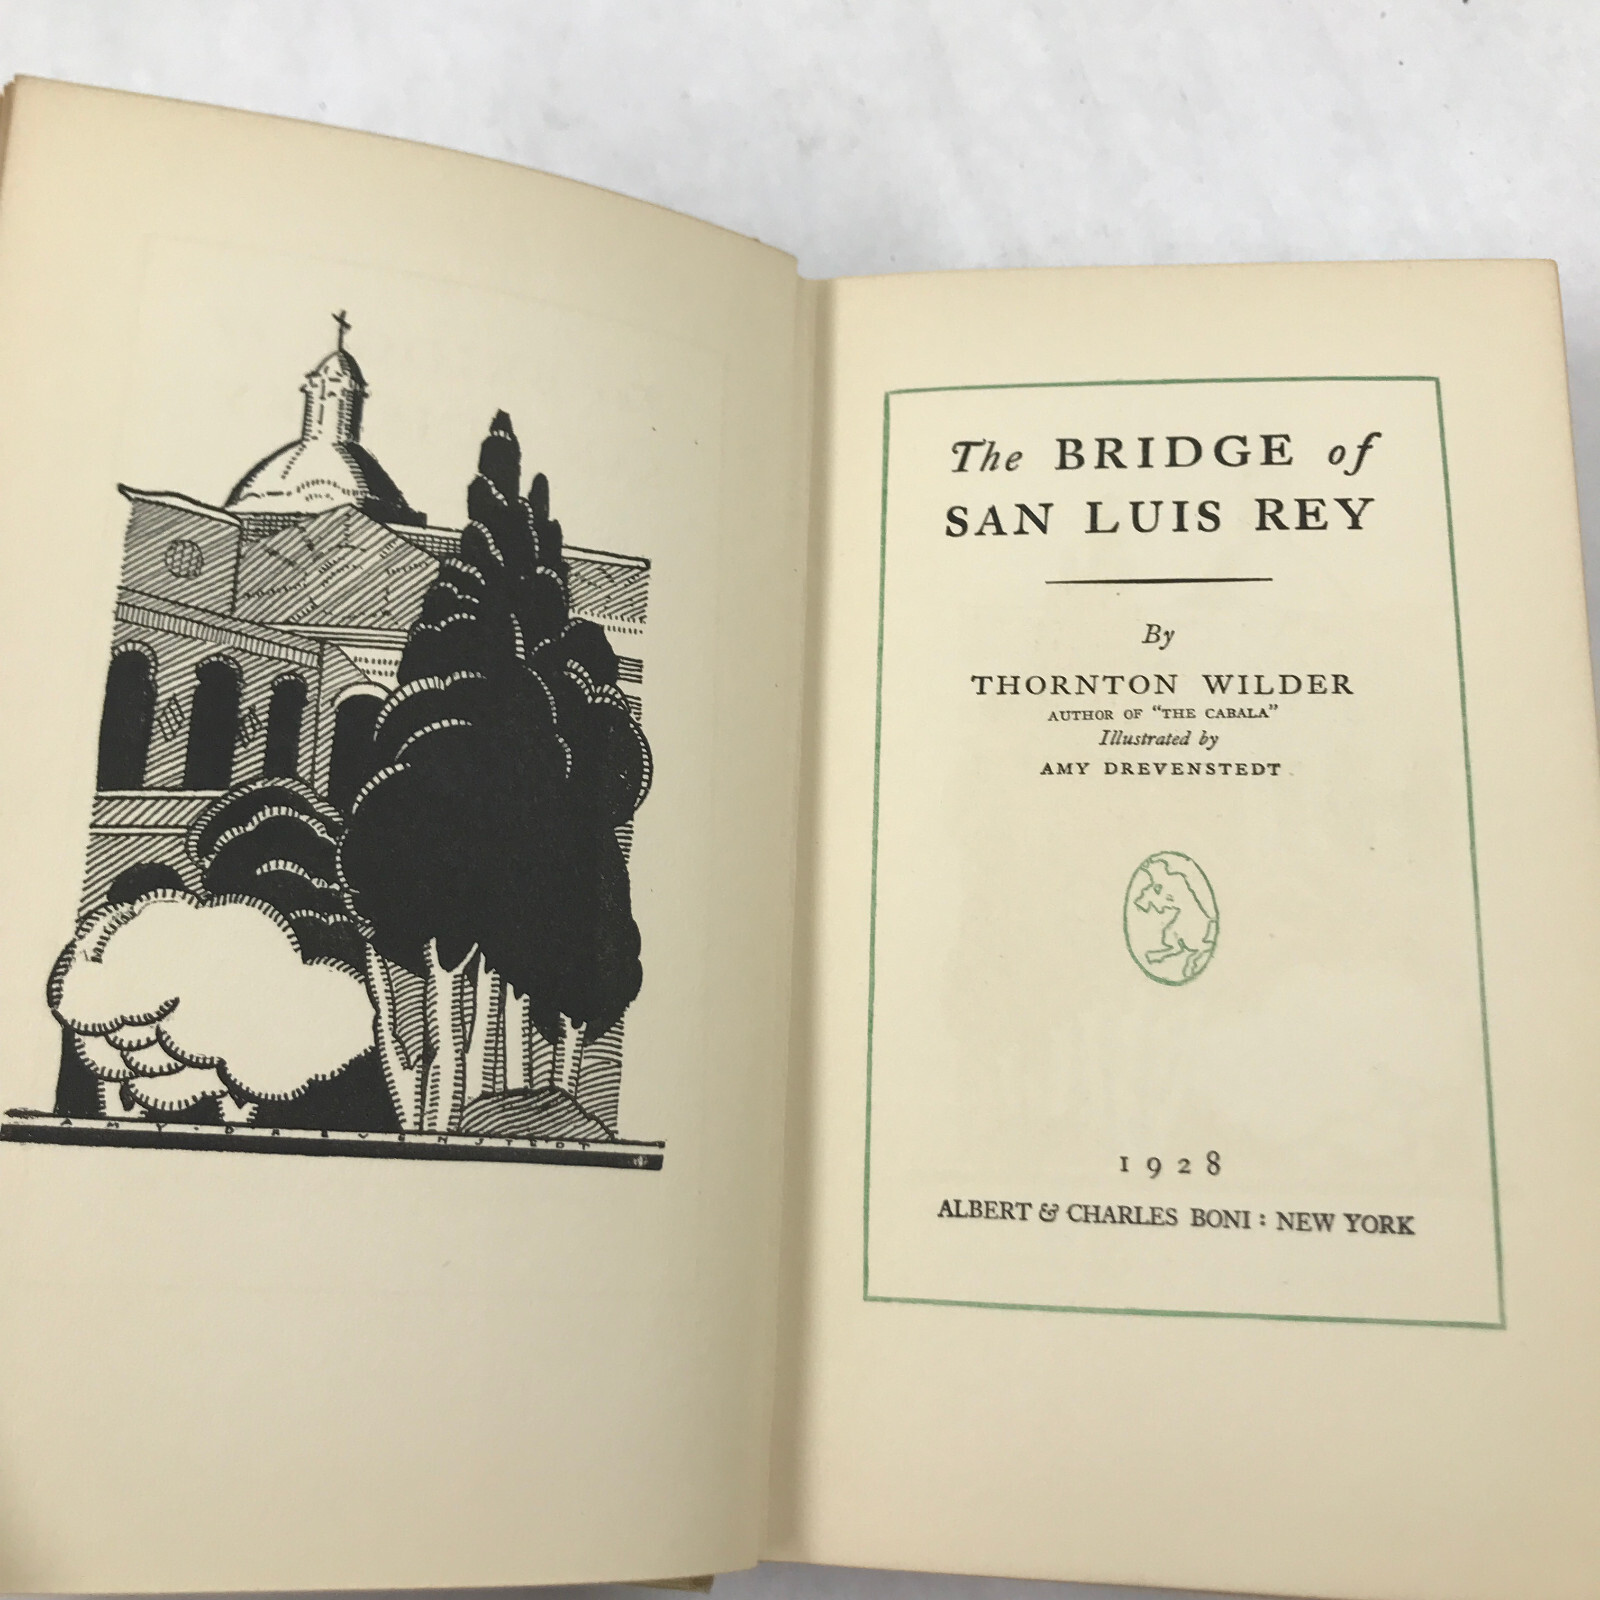 AMY·DREVENSTEDT
The BRIDGE of
SAN LUIS REY
By
THORNTON WILDER
AUTHOR OF "THE CABALA"
Illustrated by
AMY DREVENSTEDT
1928
ALBERT & CHARLES BONI : NEW YORK